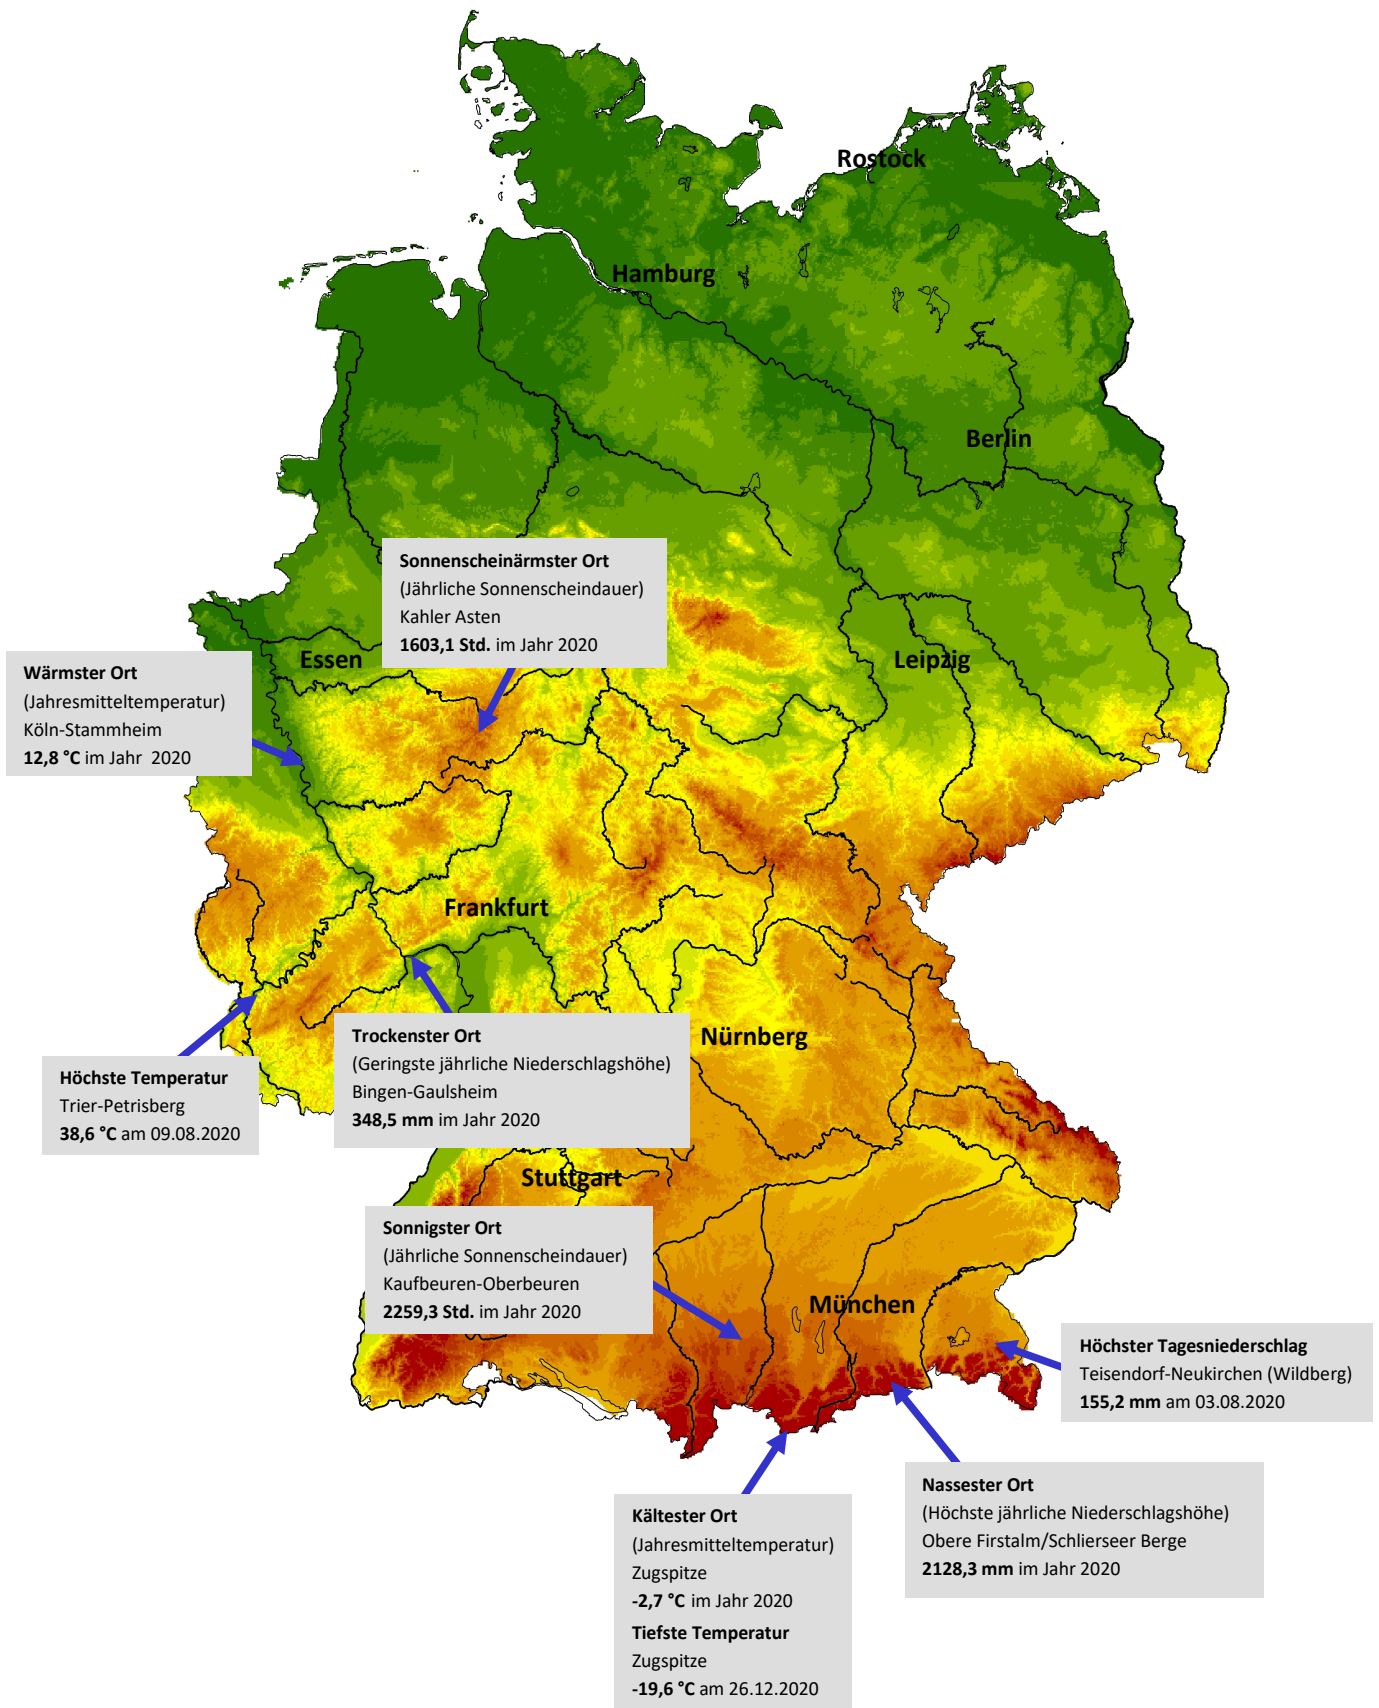 Rostock
Hamburg
Berlin
Sonnenscheinärmster Ort
(Jährliche Sonnenscheindauer)
Kahler Asten
1603,1 Std. im Jahr 2020
Essen
Leipzig
Wärmster Ort
(Jahresmitteltemperatur)
Köln-Stammheim
12,8 °C im Jahr 2020
Frankfurt
Trockenster Ort
(Geringste jährliche Niederschlagshöhe)
Bingen-Gaulsheim
348,5 mm im Jahr 2020
Nürnberg
Höchste Temperatur
Trier-Petrisberg
38,6 °C am 09.08.2020
Stuttgart
Sonnigster Ort
(Jährliche Sonnenscheindauer)
Kaufbeuren-Oberbeuren
2259,3 Std. im Jahr 2020
München
Höchster Tagesniederschlag
Teisendorf-Neukirchen (Wildberg)
155,2 mm am 03.08.2020
Nassester Ort
(Höchste jährliche Niederschlagshöhe)
Obere Firstalm/Schlierseer Berge
2128,3 mm im Jahr 2020
Kältester Ort
(Jahresmitteltemperatur)
Zugspitze
-2,7 °C im Jahr 2020
Tiefste Temperatur
Zugspitze
-19,6 °C am 26.12.2020